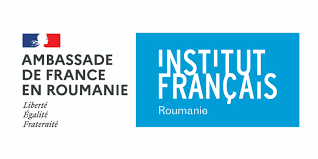 AMBASSADE
DE FRANCE
EN ROUMANIE
Liberté
Égalité
Fraternité
INSTITUT
FRANÇAIS
Roumanie